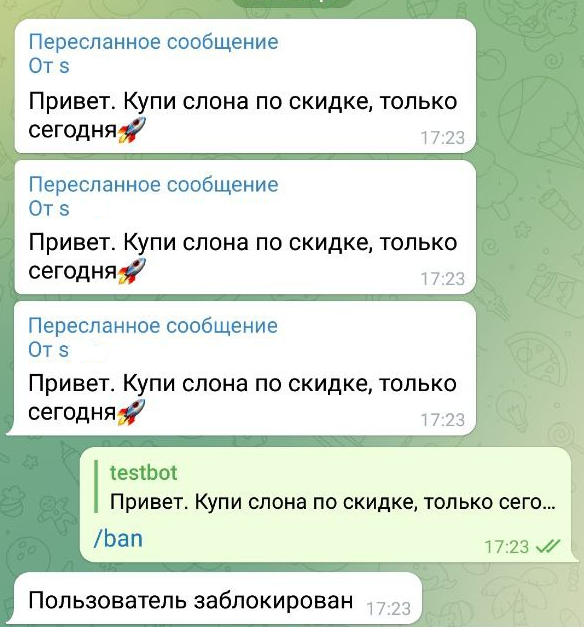 Пересланное сообщение
От s
Привет. Купи слона по скидке, только
сегодня🚀
17:23
Пересланное сообщение
От s
Привет. Купи слона по скидке, только
сегодня🚀
17:23
Пересланное сообщение
От s
Привет. Купи слона по скидке, только
сегодня🚀
17:23
testbot
Привет. Купи слона по скидке, только сего...
/ban
17:23
Пользователь заблокирован
17:23